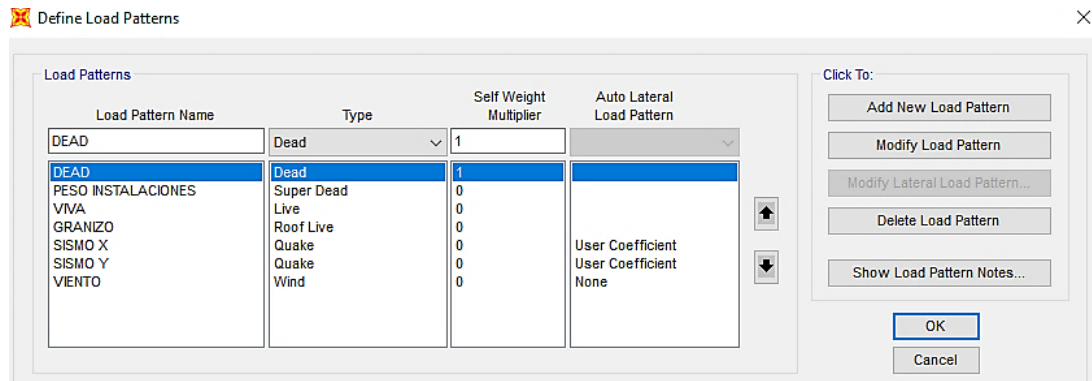 Define Load Patterns
Load Patterns
Click To:
Load Pattern Name Type Self Weight Multiplier Auto Lateral Load Pattern
DEAD Dead 1
DEAD Dead 1
PESO INSTALACIONES Super Dead 0
VIVA Live 0
GRANIZO Roof Live 0
SISMO X Quake 0 User Coefficient
SISMO Y Quake 0 User Coefficient
VIENTO Wind 0 None
Add New Load Pattern
Modify Load Pattern
Modify Lateral Load Pattern...
Delete Load Pattern
Show Load Pattern Notes...
OK
Cancel